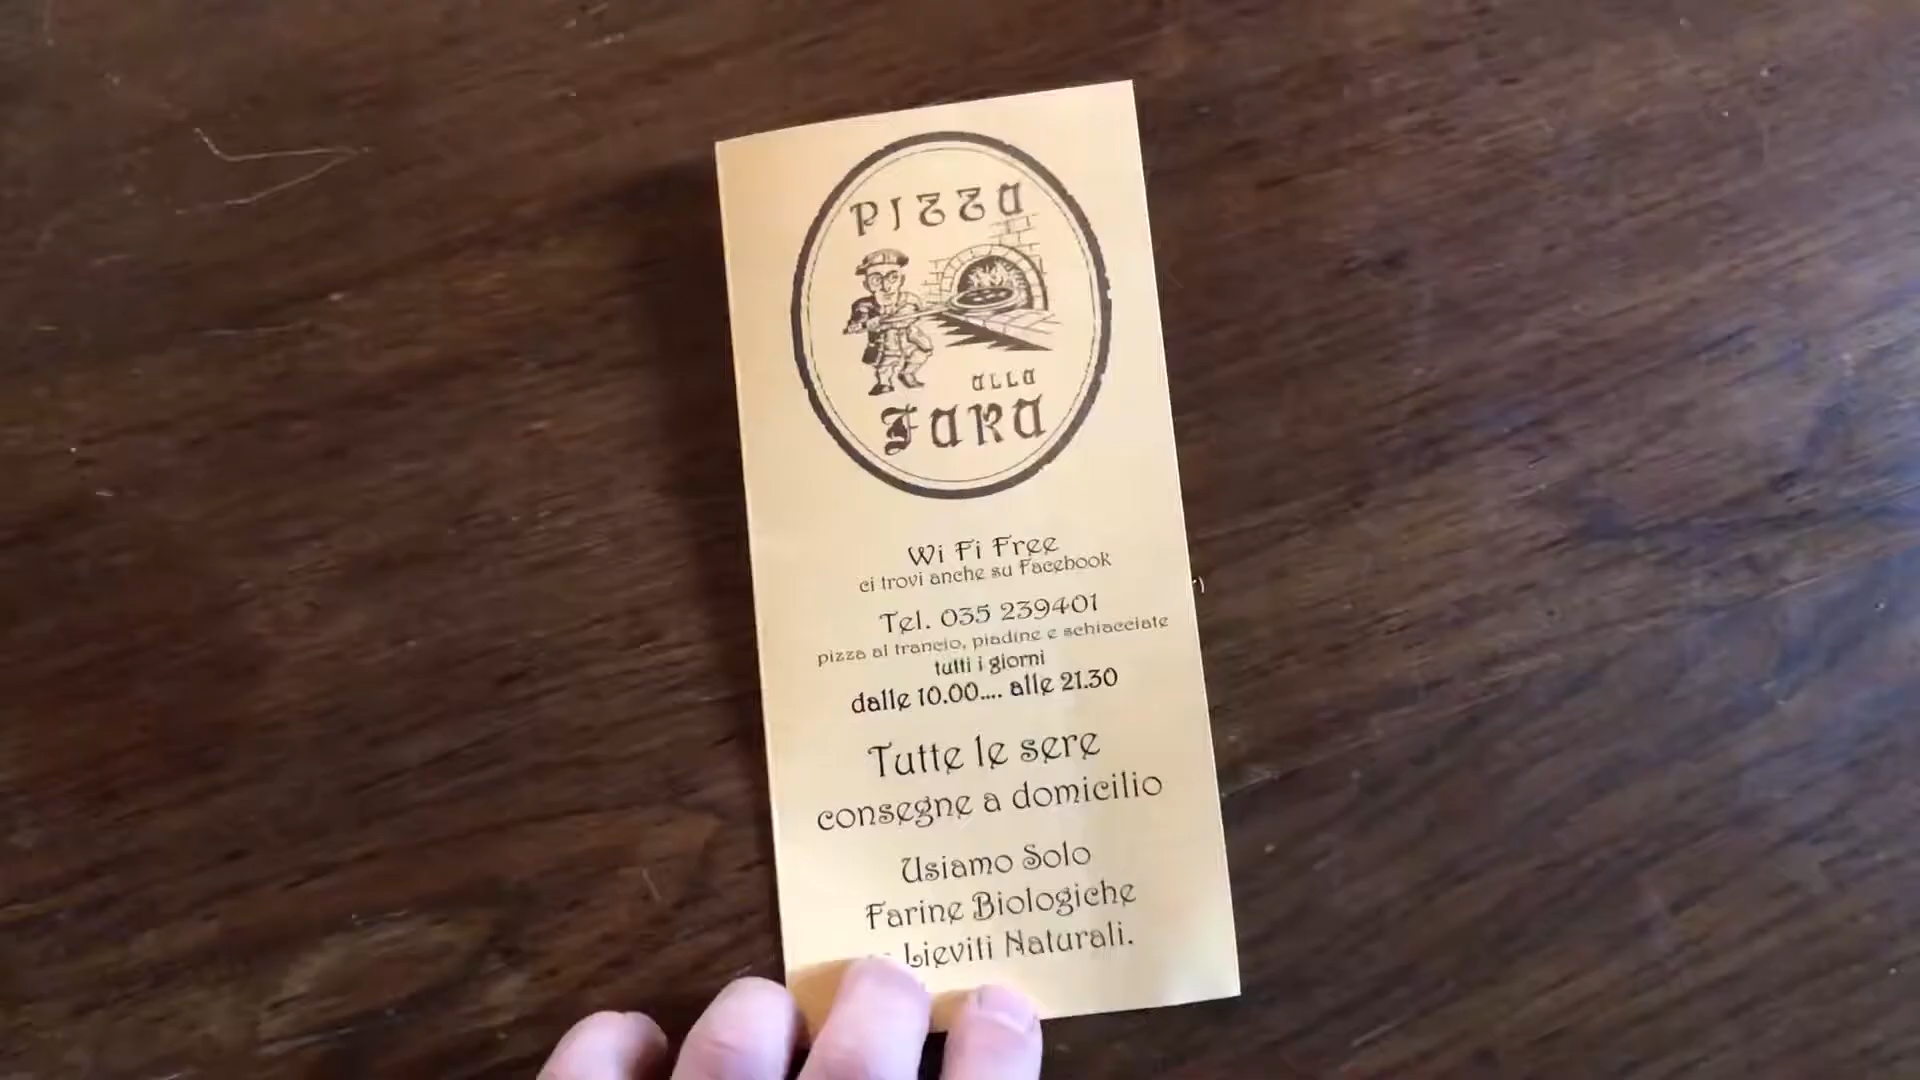 PIZZA
alla
Fara
Wi Fi Free
ci trovi anche su Facebook
Tel. 035 239401
pizza al trancio, piadine e schiacciate
tutti i giorni
dalle 10.00.... alle 21.30
Tutte le sere
consegne a domicilio
Usiamo Solo
Farine Biologiche
Lieviti Naturali.